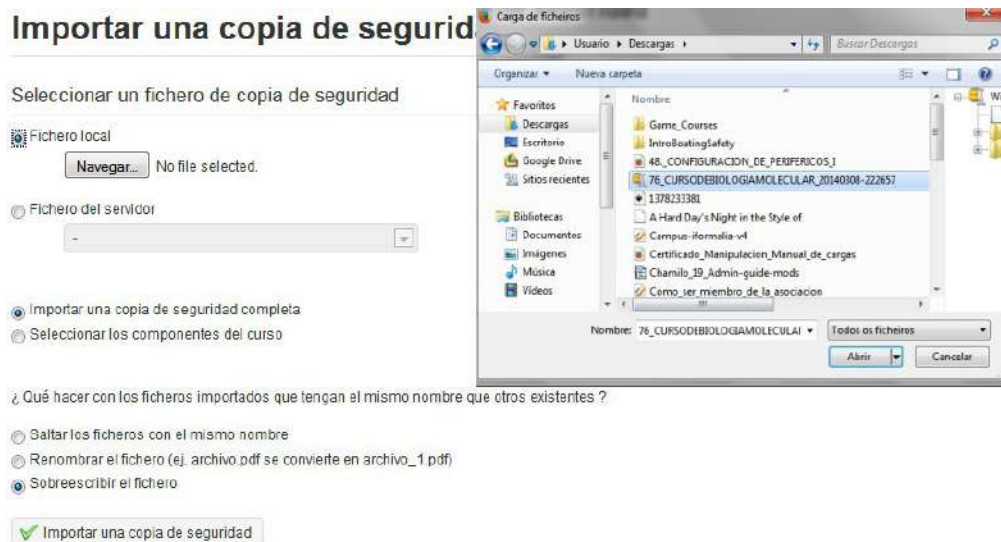 Importar una copia de segurid
Seleccionar un fichero de copia de seguridad
Fichero local
Navegar... No file selected.
Fichero del servidor
-
Importar una copia de seguridad completa
Seleccionar los componentes del curso
¿ Qué hacer con los ficheros importados que tengan el mismo nombre que otros existentes ?
Saltar los ficheros con el mismo nombre
Renombrar el fichero (ej. archivo.pdf se convierte en archivo_1.pdf)
Sobreescribir el fichero
Importar una copia de seguridad
Carga de ficheiros
Usuario Descargas
Buscar Descargas
Organizar Nueva carpeta
Favoritos
Descargas
Escritorio
Google Drive
Sitios recientes
Bibliotecas
Documentos
Imágenes
Música
Vídeos
Nombre
Game_Courses
IntroBoatingSafety
48._CONFIGURACION_DE_PERIFERICOS_I
76_CURSODEBIOLOGIAMOLECULAR_20140308-222657
1378233381
A Hard Day's Night in the Style of
Campus-iformalia-v4
Certificado_Manipulacion_Manual_de_cargas
Chamilo_19_Admin-guide-mods
Como_ser_miembro_de_la_asociacion
Wi
Nombre: 76_CURSODEBIOLOGIAMOLECULAI
Todos os ficheiros
Abrir Cancelar